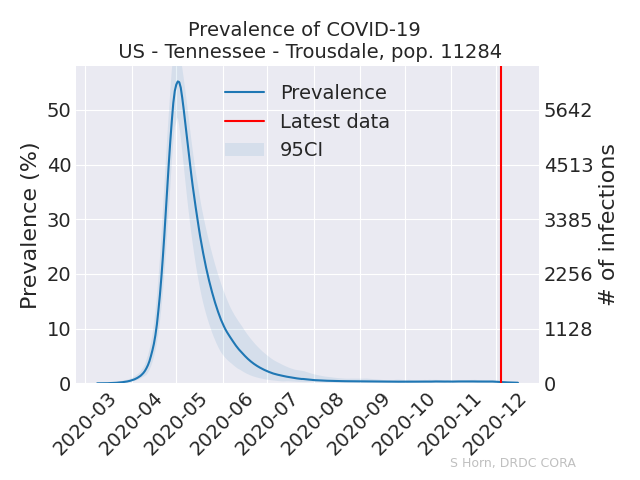 Prevalence of COVID-19
US - Tennessee - Trousdale, pop. 11284
Prevalence
Latest data
95CI
Prevalence (%)
50
40
30
20
10
0
5642
4513
3385
2256
1128
0
# of infections
2020-03
2020-04
2020-05
2020-06
2020-07
2020-08
2020-09
2020-10
2020-11
2020-12
S Horn, DRDC CORA